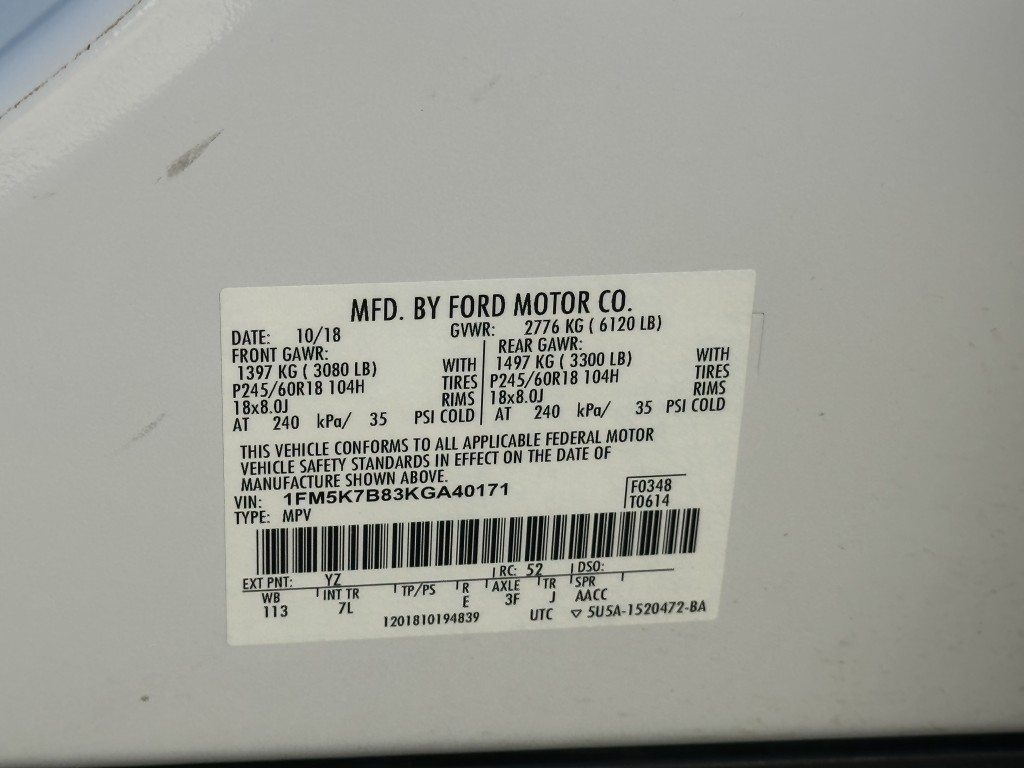 MFD. BY FORD MOTOR CO.
DATE: 10/18 GVWR: 2776 KG ( 6120 LB)
FRONT GAWR: REAR GAWR:
1397 KG ( 3080 LB) WITH 1497 KG ( 3300 LB) WITH
P245/60R18 104H TIRES P245/60R18 104H TIRES
18x8.0J RIMS 18x8.0J RIMS
AT 240 kPa/ 35 PSI COLD AT 240 kPa/ 35 PSI COLD
THIS VEHICLE CONFORMS TO ALL APPLICABLE FEDERAL MOTOR
VEHICLE SAFETY STANDARDS IN EFFECT ON THE DATE OF
MANUFACTURE SHOWN ABOVE.
VIN: 1FM5K7B83KGA40171 F0348
TYPE: MPV T0614
EXT PNT: YZ RC: 52 DSO:
WB INT TR TP/PS R AXLE TR SPR
113 7L E 3F J AACC
1201810194839 UTC ▽ 5U5A-1520472-BA